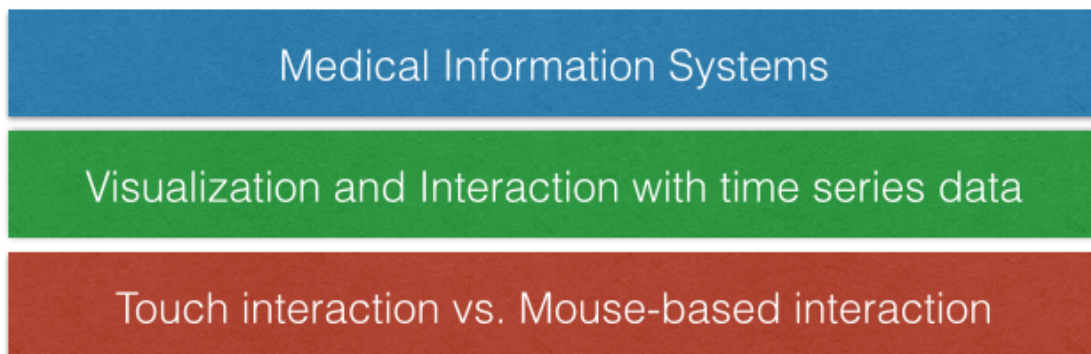 Medical Information Systems
Visualization and Interaction with time series data
Touch interaction vs. Mouse-based interaction